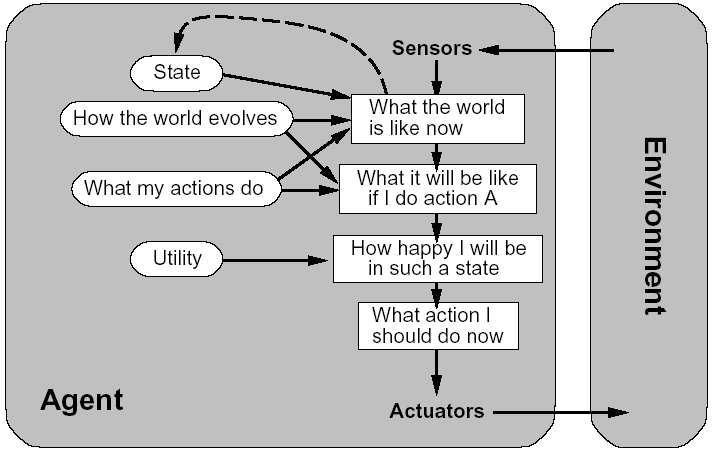 Sensors
State
What the world
is like now
How the world evolves
What my actions do
What it will be like
if I do action A
Utility
How happy I will be
in such a state
What action I
should do now
Agent
Actuators
Environment